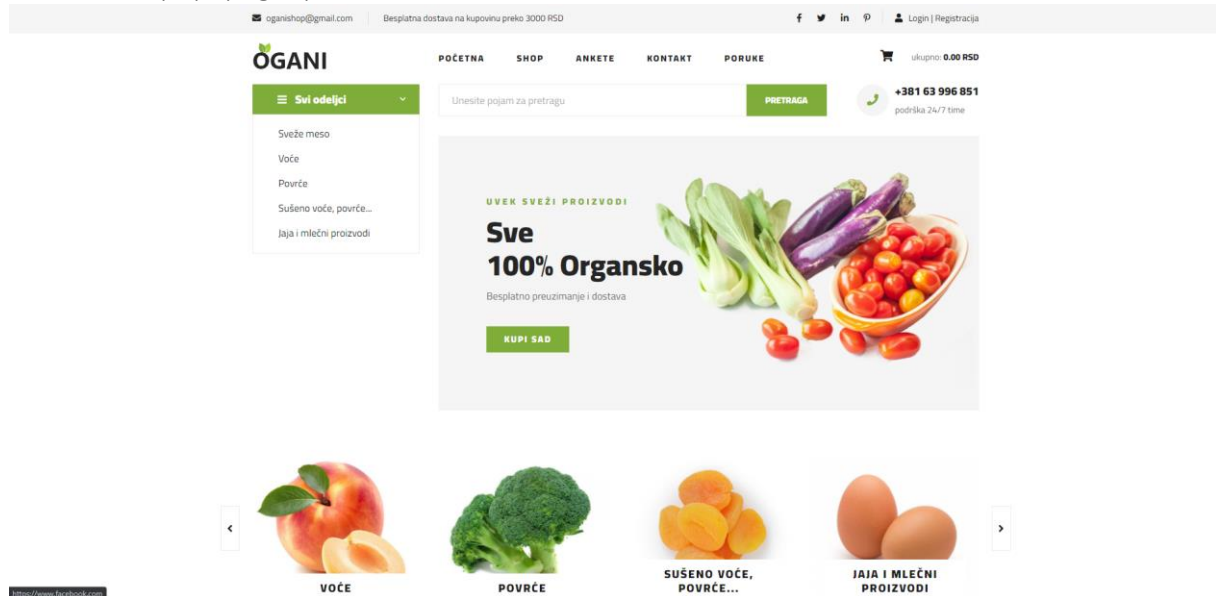 oganishop@gmail.com
Besplatna dostava na kupovinu preko 3000 RSD
Login | Registracija
OGANI
POČETNA
SHOP
ANKETE
KONTAKT
PORUKE
ukupno: 0.00 RSD
Svi odeljci
Unesite pojam za pretragu
PRETRAGA
+381 63 996 851
podrška 24/7 time
Sveže meso
Voće
Povrće
Sušeno voće, povrće...
Jaja i mlečni proizvodi
UVEK SVEŽI PROIZVODI
Sve
100% Organsko
Besplatno preuzimanje i dostava
KUPI SAD
VOĆE
POVRĆE
SUŠENO VOĆE,
POVRĆE...
JAJA I MLEČNI
PROIZVODI
https://www.facebook.com